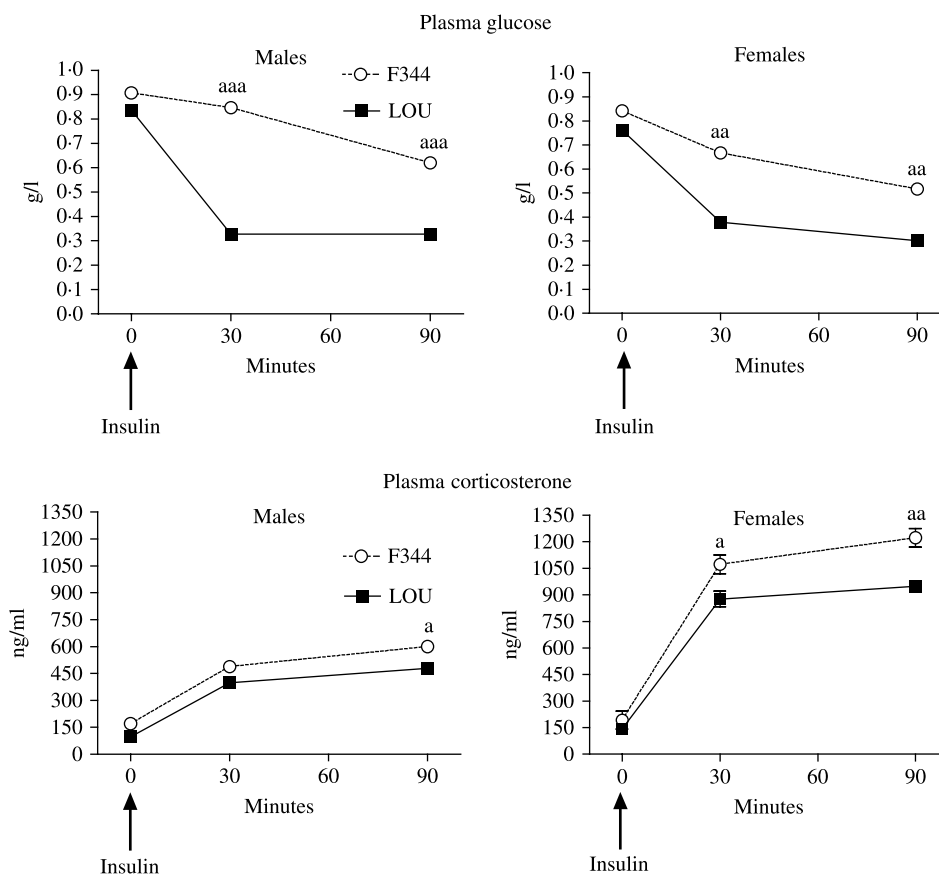 Plasma glucose
Males
F344
LOU
aaa
aaa
1·0
0·9
0·8
0·7
0·6
0·5
0·4
0·3
0·2
0·1
0·0
g/l
0 30 60 90
Minutes
Insulin
Females
aa
aa
1·0
0·9
0·8
0·7
0·6
0·5
0·4
0·3
0·2
0·1
0·0
g/l
0 30 60 90
Minutes
Insulin
Plasma corticosterone
Males
F344
LOU
a
1350
1200
1050
900
750
600
450
300
150
0
ng/ml
0 30 60 90
Minutes
Insulin
Females
a
aa
1350
1200
1050
900
750
600
450
300
150
0
ng/ml
0 30 60 90
Minutes
Insulin